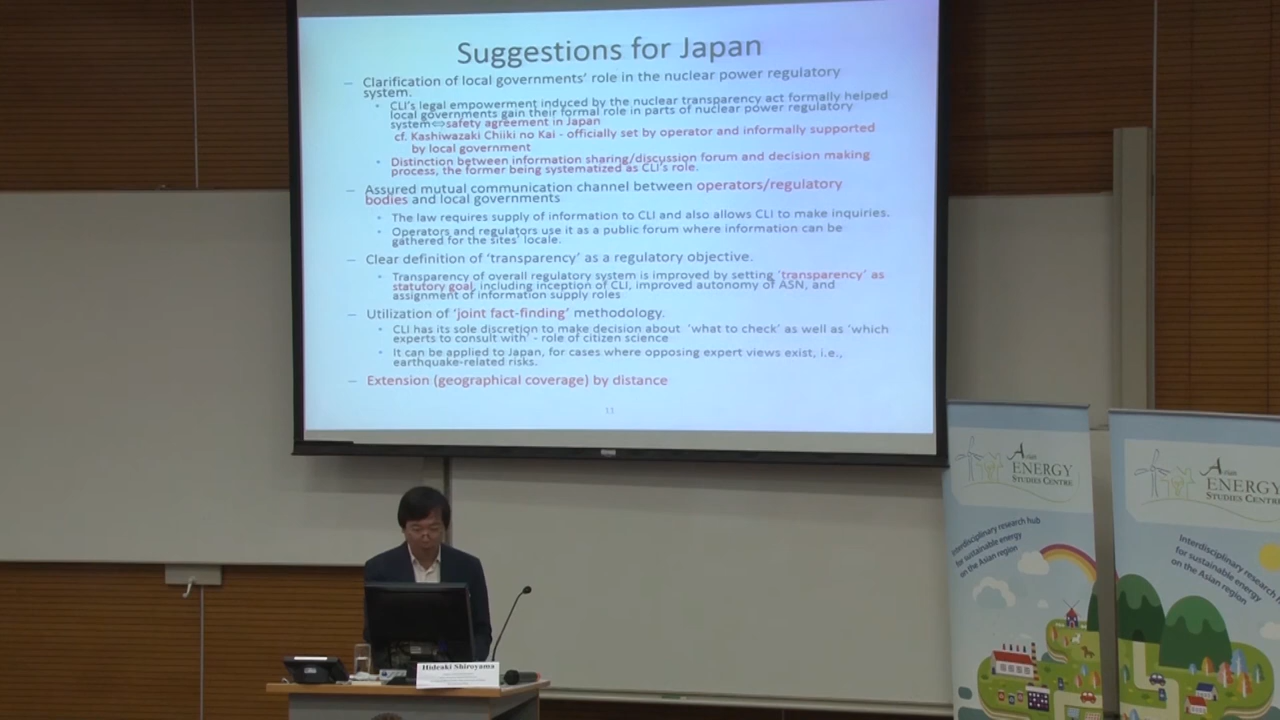 Suggestions for Japan
– Clarification of local governments' role in the nuclear power regulatory
system.
• CLI's legal empowerment induced by the nuclear transparency act formally helped
local governments gain their formal role in parts of nuclear power regulatory
system⇔safety agreement in Japan
cf. Kashiwazaki Chiiki no Kai - officially set by operator and informally supported
by local government
• Distinction between information sharing/discussion forum and decision making
process, the former being systematized as CLI's role.
– Assured mutual communication channel between operators/regulatory
bodies and local governments
• The law requires supply of information to CLI and also allows CLI to make inquiries.
• Operators and regulators use it as a public forum where information can be
gathered for the sites' locale.
– Clear definition of 'transparency' as a regulatory objective.
• Transparency of overall regulatory system is improved by setting 'transparency' as
statutory goal, including inception of CLI, improved autonomy of ASN, and
assignment of information supply roles
– Utilization of 'joint fact-finding' methodology.
• CLI has its sole discretion to make decision about 'what to check' as well as 'which
experts to consult with' - role of citizen science
• It can be applied to Japan, for cases where opposing expert views exist, i.e.,
earthquake-related risks.
– Extension (geographical coverage) by distance
13
Asian
ENERGY
STUDIES CENTRE
Interdisciplinary research hub
for sustainable energy
on the Asian region
Asian
ENERGY
STUDIES CENTRE
Interdisciplinary research h
for sustainable energy
on the Asian region
Hideaki Shiroyama